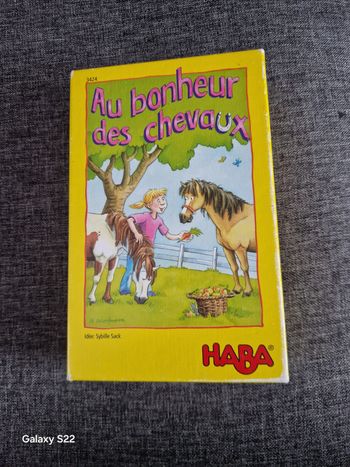 3424
Au bonheur
des chevaux
Idee: Sybille Sack
HABA®
Galaxy S22